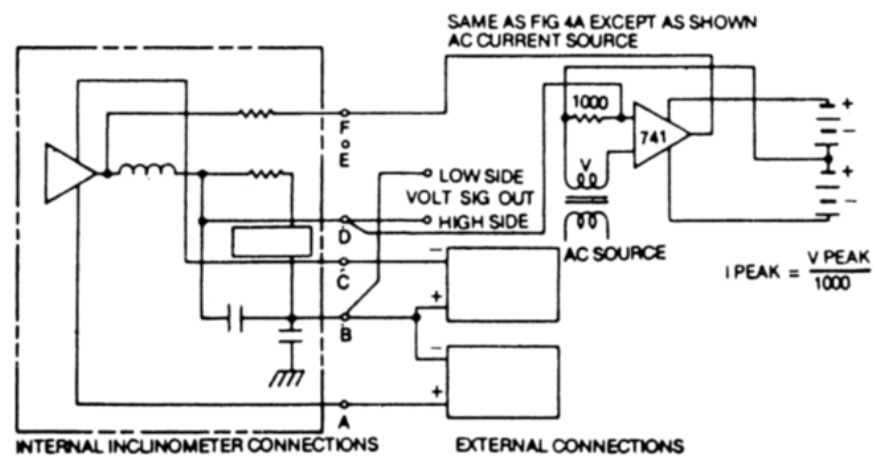 SAME AS FIG 4A EXCEPT AS SHOWN
AC CURRENT SOURCE
1000
+
F
741
−
E
V
+
LOW SIDE
VOLT SIG OUT
−
HIGH SIDE
D
AC SOURCE
−
C
I PEAK = V PEAK
1000
+
B
−
+
A
INTERNAL INCLINOMETER CONNECTIONS
EXTERNAL CONNECTIONS